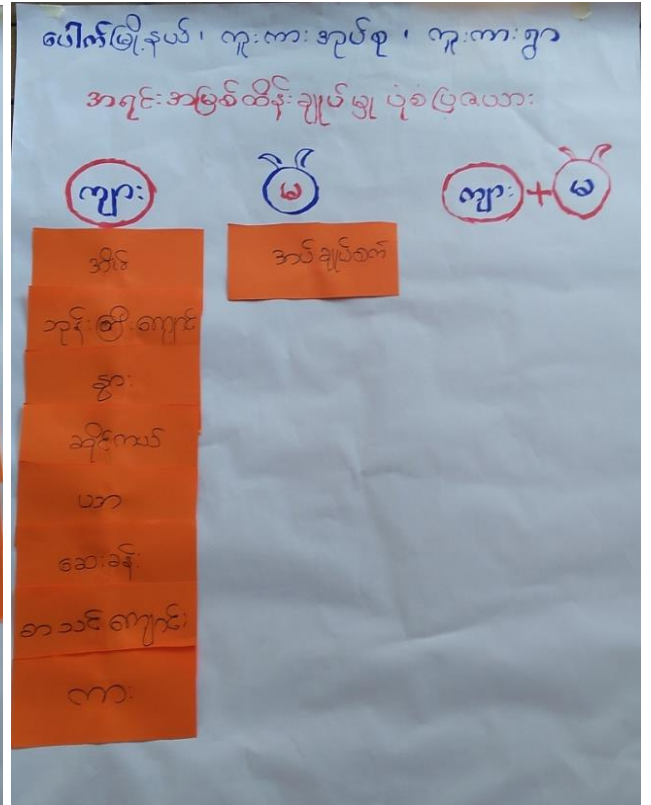 ပေါက်မြို့နယ်၊ ကူးကားအုပ်စု၊ ကူးကားရွာ
အရင်းအမြစ်ထိန်းချုပ်မှု ပုံစံပြဇယား
ကျား မ ကျား + မ
အိမ် အပ်ချုပ်စက်
ဘုန်းကြီးကျောင်း
နွား
ဆိုင်ကယ်
ယာ
ဆေးခန်း
စာသင်ကျောင်း
ကား